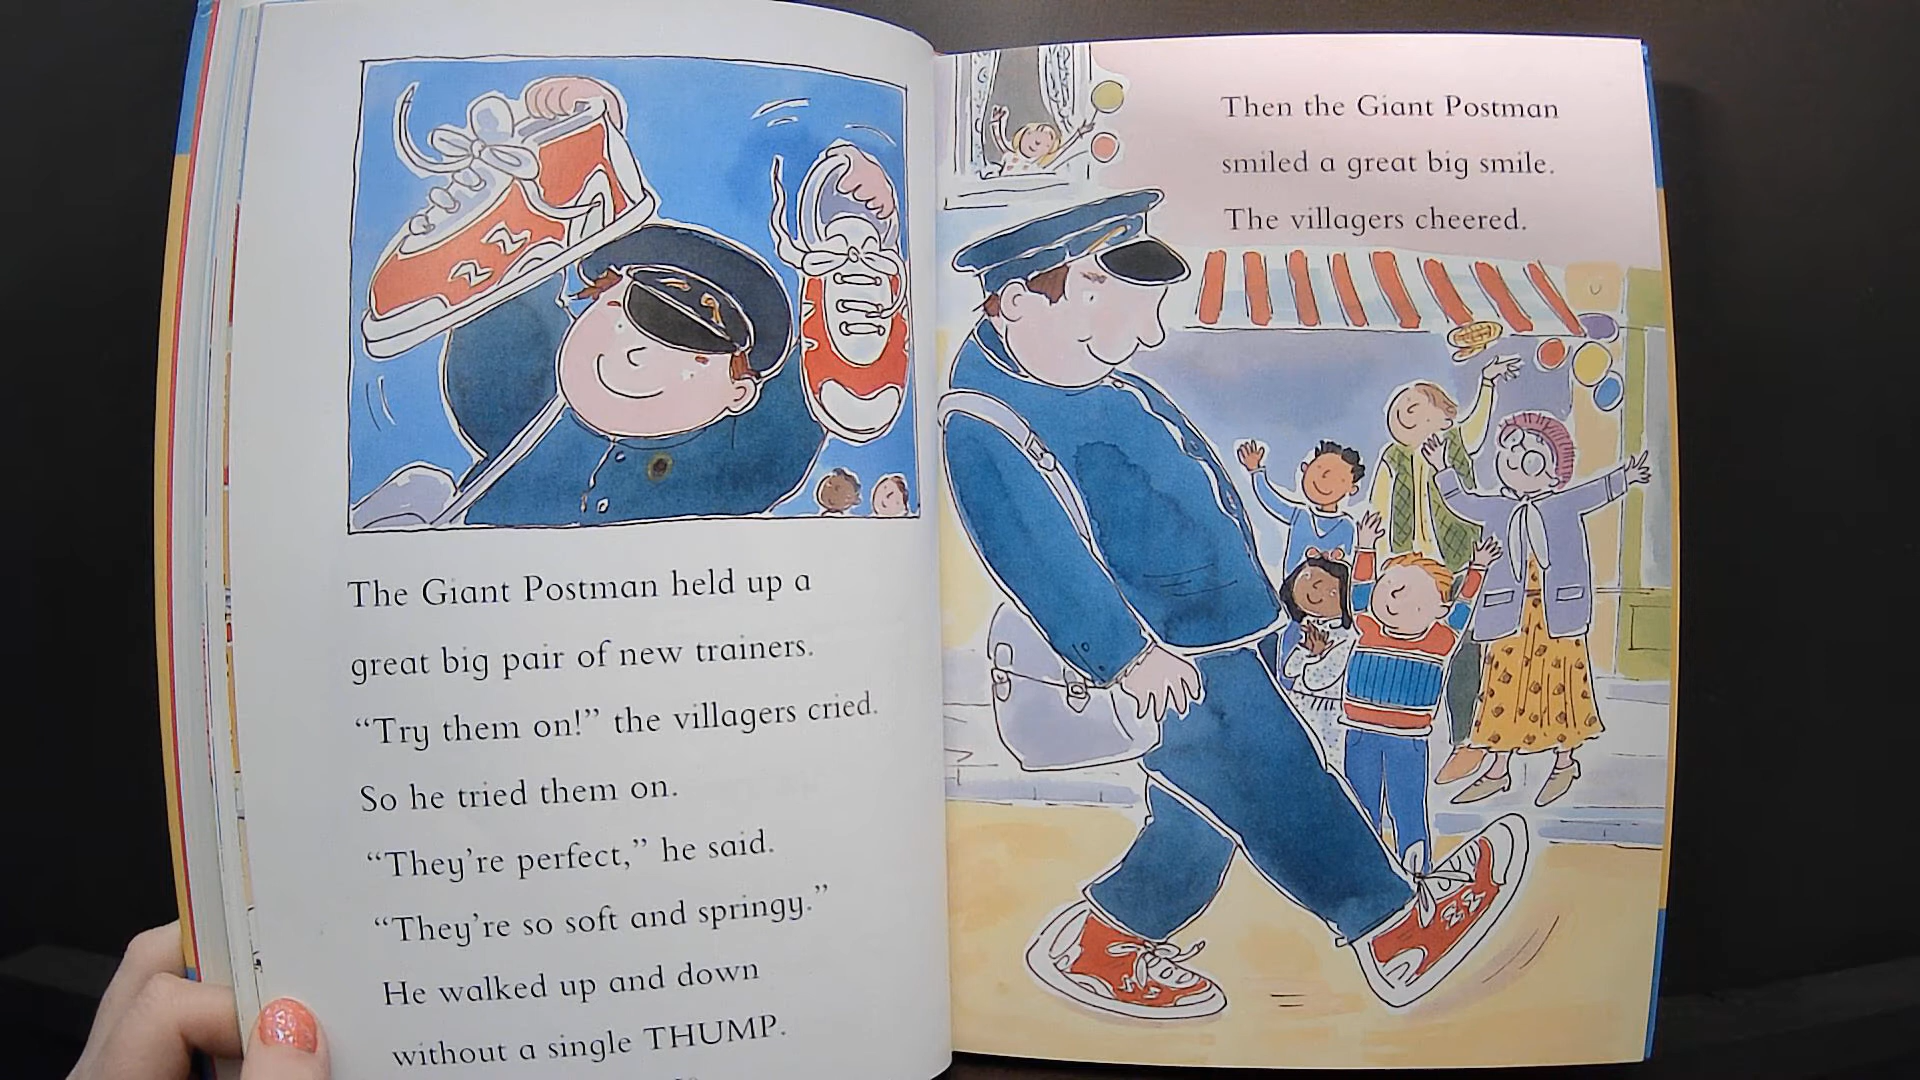 The Giant Postman held up a
great big pair of new trainers.
“Try them on!” the villagers cried.
So he tried them on.
“They’re perfect,” he said.
“They’re so soft and springy.”
He walked up and down
without a single THUMP.
Then the Giant Postman
smiled a great big smile.
The villagers cheered.